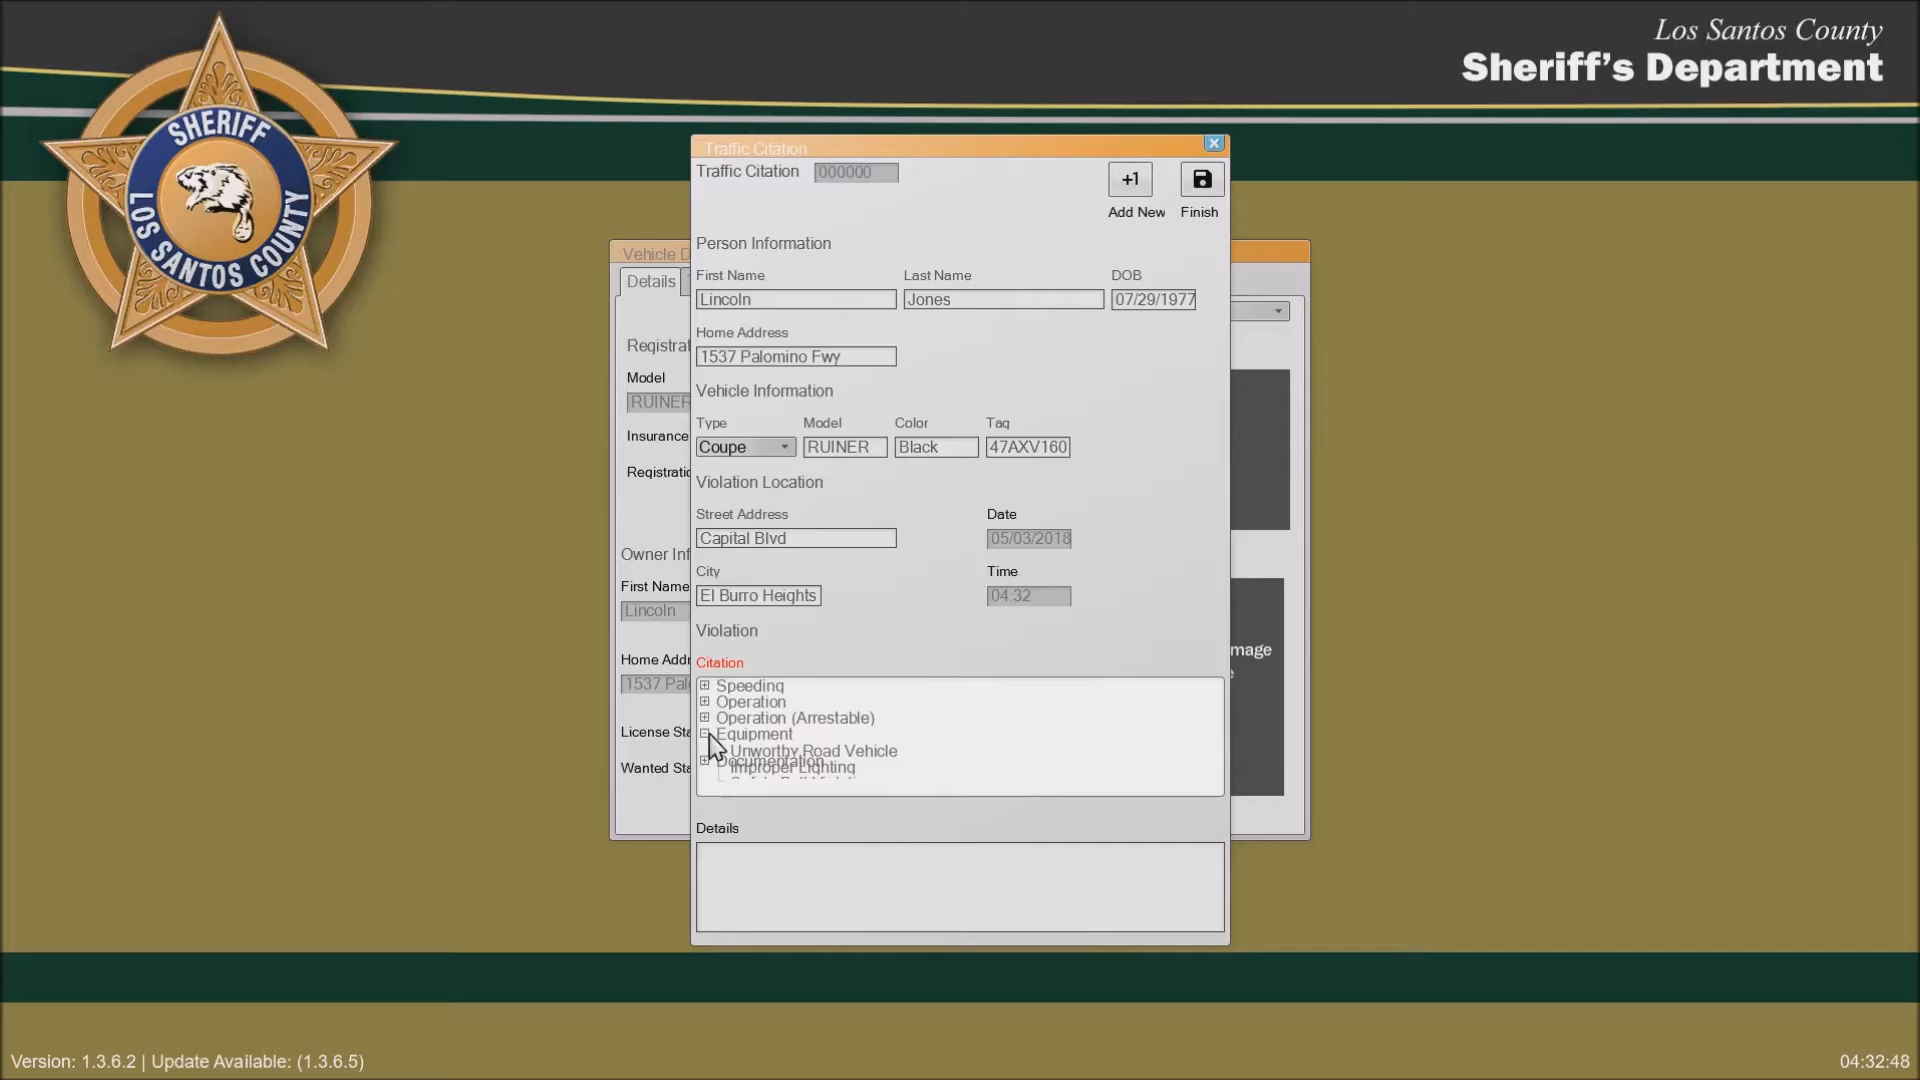 Los Santos County
Sheriff's Department
SHERIFF
LOS SANTOS COUNTY
Traffic Citation
Traffic Citation 000000
+1
Add New Finish
Person Information
First Name Last Name DOB
Lincoln Jones 07/29/1977
Home Address
1537 Palomino Fwy
Vehicle Information
Type Model Color Tag
Coupe RUINER Black 47AXV160
Violation Location
Street Address Date
Capital Blvd 05/03/2018
City Time
El Burro Heights 04:32
Violation
Citation
Speeding
Operation
Operation (Arrestable)
Equipment
Unworthy Road Vehicle
Documentation
Improper Lighting
Details
Vehicle D
Details
Registrat
Model
RUINER
Insurance
Registratio
Owner Inf
First Name
Lincoln
Home Addr
1537 Pal
License Sta
Wanted Sta
mage
Version: 1.3.6.2 | Update Available: (1.3.6.5)
04:32:48